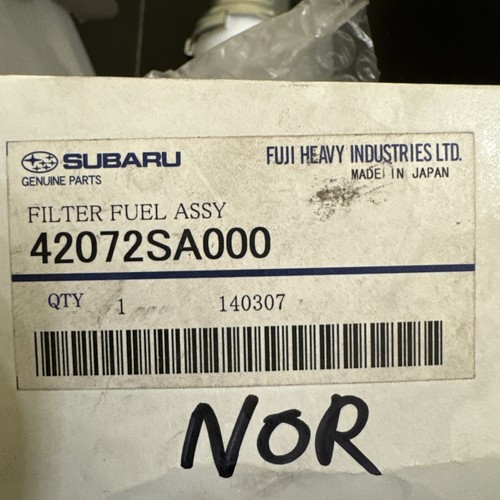 SUBARU
GENUINE PARTS
FUJI HEAVY INDUSTRIES LTD.
MADE IN JAPAN
FILTER FUEL ASSY
42072SA000
QTY 1 140307
NOR